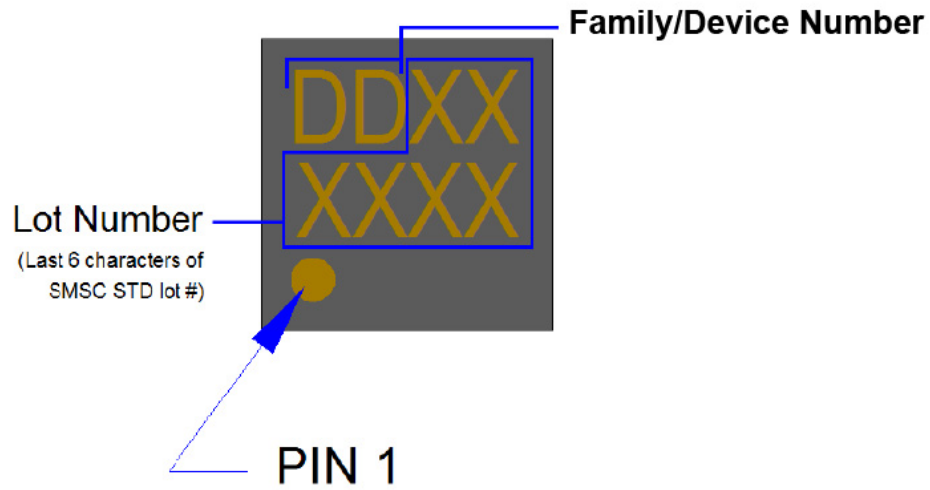 Family/Device Number
DDXX
XXXX
Lot Number
(Last 6 characters of
SMSC STD lot #)
PIN 1